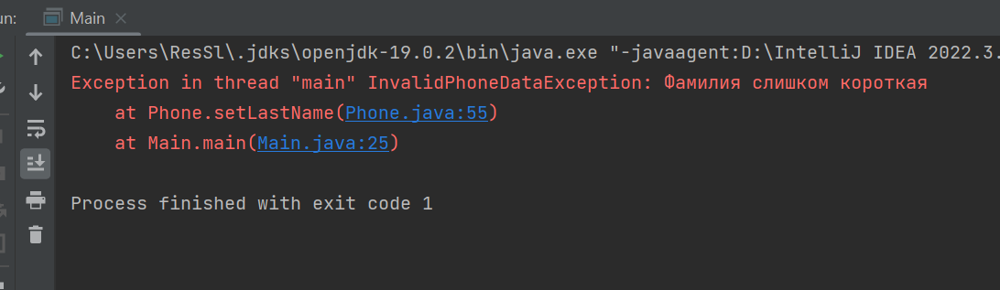 un:
Main
C:\Users\ResSl\.jdks\openjdk-19.0.2\bin\java.exe "-javaagent:D:\IntelliJ IDEA 2022.3.
Exception in thread "main" InvalidPhoneDataException: Фамилия слишком короткая
at Phone.setLastName(Phone.java:55)
at Main.main(Main.java:25)
Process finished with exit code 1